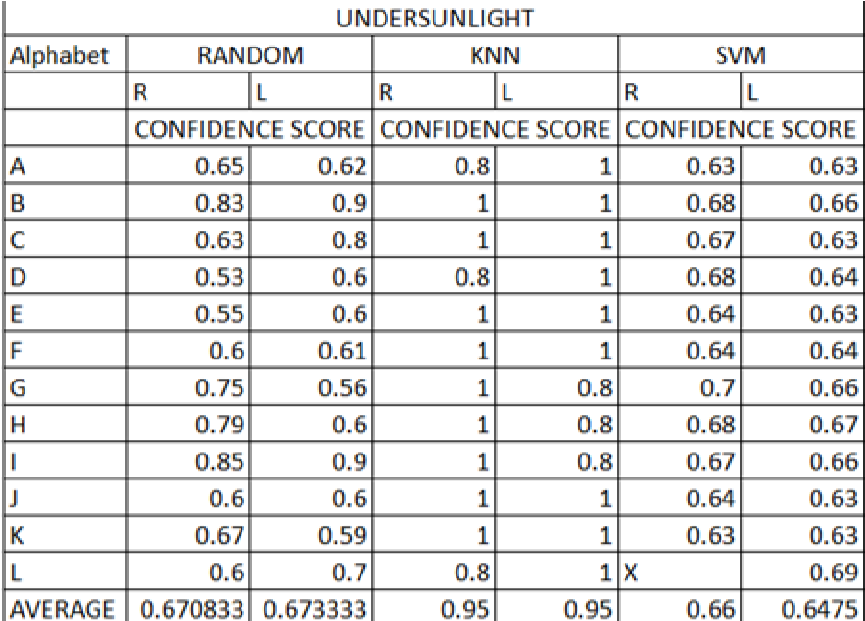 UNDERSUNLIGHT
Alphabet RANDOM KNN SVM
R L R L R L
CONFIDENCE SCORE CONFIDENCE SCORE CONFIDENCE SCORE
A 0.65 0.62 0.8 1 0.63 0.63
B 0.83 0.9 1 1 0.68 0.66
C 0.63 0.8 1 1 0.67 0.63
D 0.53 0.6 0.8 1 0.68 0.64
E 0.55 0.6 1 1 0.64 0.63
F 0.6 0.61 1 1 0.64 0.64
G 0.75 0.56 1 0.8 0.7 0.66
H 0.79 0.6 1 0.8 0.68 0.67
I 0.85 0.9 1 0.8 0.67 0.66
J 0.6 0.6 1 1 0.64 0.63
K 0.67 0.59 1 1 0.63 0.63
L 0.6 0.7 0.8 1 X 0.69
AVERAGE 0.670833 0.673333 0.95 0.95 0.66 0.6475